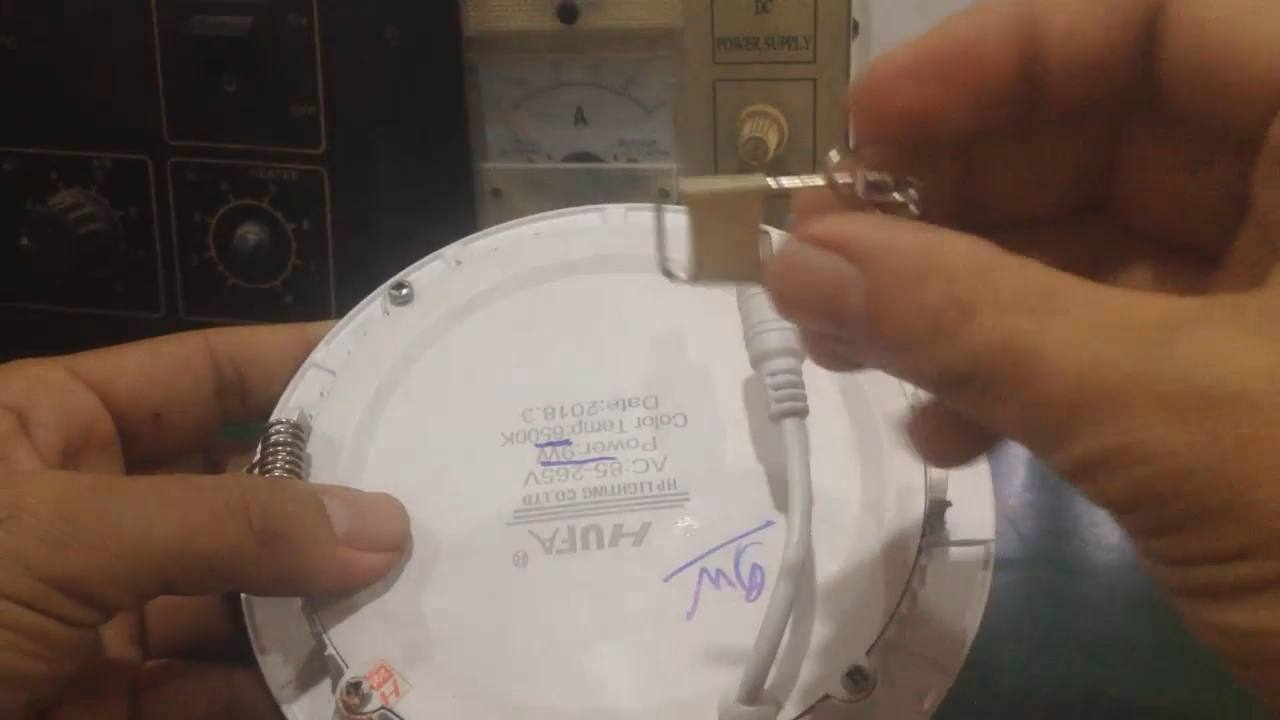 DC
POWER SUPPLY
A
OFF
HEATER
HUFA®
HP LIGHTING CO.LTD
AC:85-265V
Power:9W
Color Temp:6500K
Date:2018.3
9W